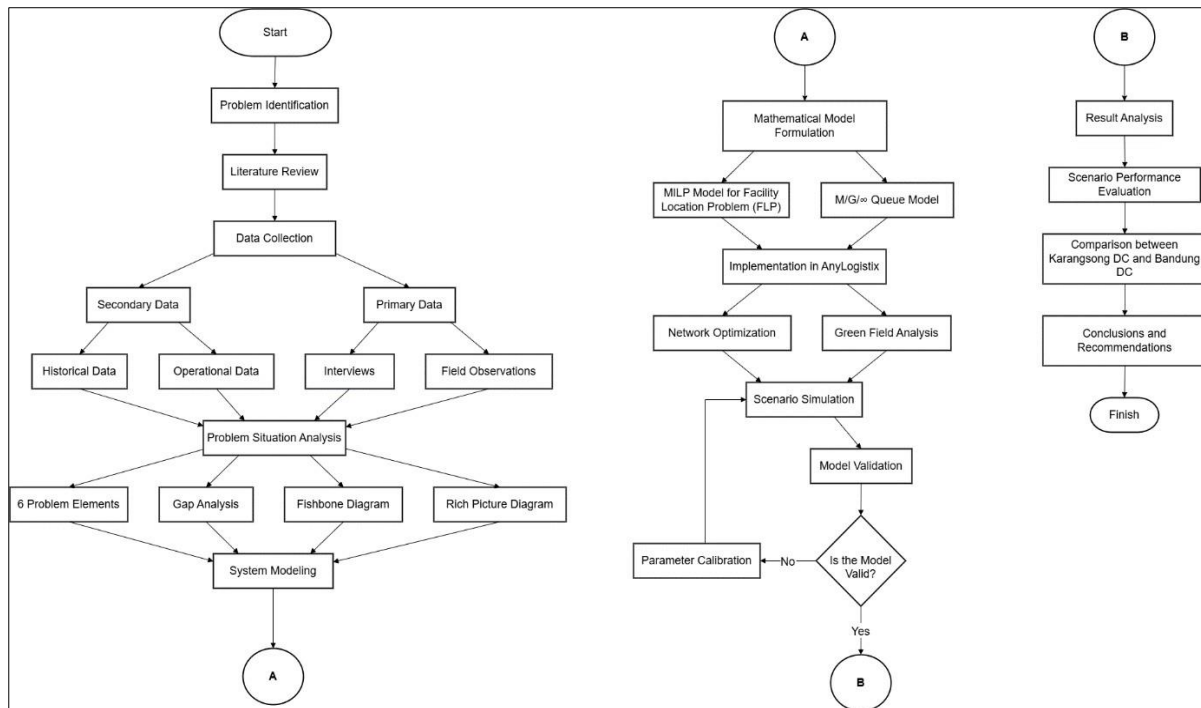 Start
Problem Identification
Literature Review
Data Collection
Secondary Data
Primary Data
Historical Data
Operational Data
Interviews
Field Observations
Problem Situation Analysis
6 Problem Elements
Gap Analysis
Fishbone Diagram
Rich Picture Diagram
System Modeling
A
A
Mathematical Model
Formulation
MILP Model for Facility
Location Problem (FLP)
M/G/∞ Queue Model
Implementation in AnyLogistix
Network Optimization
Green Field Analysis
Scenario Simulation
Model Validation
Is the Model
Valid?
No
Parameter Calibration
Yes
B
B
Result Analysis
Scenario Performance
Evaluation
Comparison between
Karangsong DC and Bandung
DC
Conclusions and
Recommendations
Finish